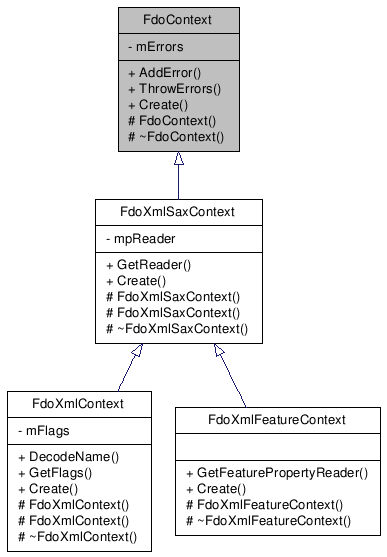 FdoContext
- mErrors
+ AddError()
+ ThrowErrors()
+ Create()
# FdoContext()
# ~FdoContext()
FdoXmlSaxContext
- mpReader
+ GetReader()
+ Create()
# FdoXmlSaxContext()
# FdoXmlSaxContext()
# ~FdoXmlSaxContext()
FdoXmlContext
- mFlags
+ DecodeName()
+ GetFlags()
+ Create()
# FdoXmlContext()
# FdoXmlContext()
# ~FdoXmlContext()
FdoXmlFeatureContext
+ GetFeaturePropertyReader()
+ Create()
# FdoXmlFeatureContext()
# ~FdoXmlFeatureContext()